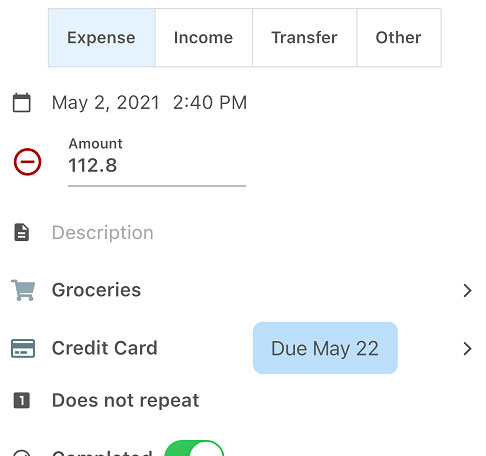 Expense Income Transfer Other
May 2, 2021 2:40 PM
Amount
112.8
Description
Groceries
Credit Card Due May 22
1 Does not repeat
Completed